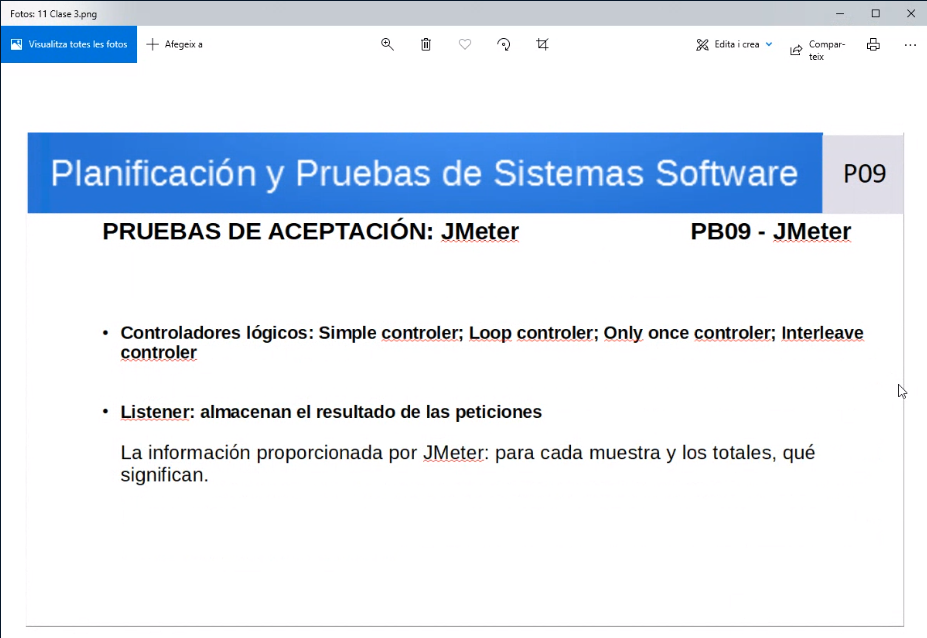 Fotos: 11 Clase 3.png
Visualitza totes les fotos
Afegeix a
Edita i crea
Compar-
teix
Planificación y Pruebas de Sistemas Software
P09
PRUEBAS DE ACEPTACIÓN: JMeter
PB09 - JMeter
• Controladores lógicos: Simple controler; Loop controler; Only once controler; Interleave
controler
• Listener: almacenan el resultado de las peticiones
La información proporcionada por JMeter: para cada muestra y los totales, qué
significan.